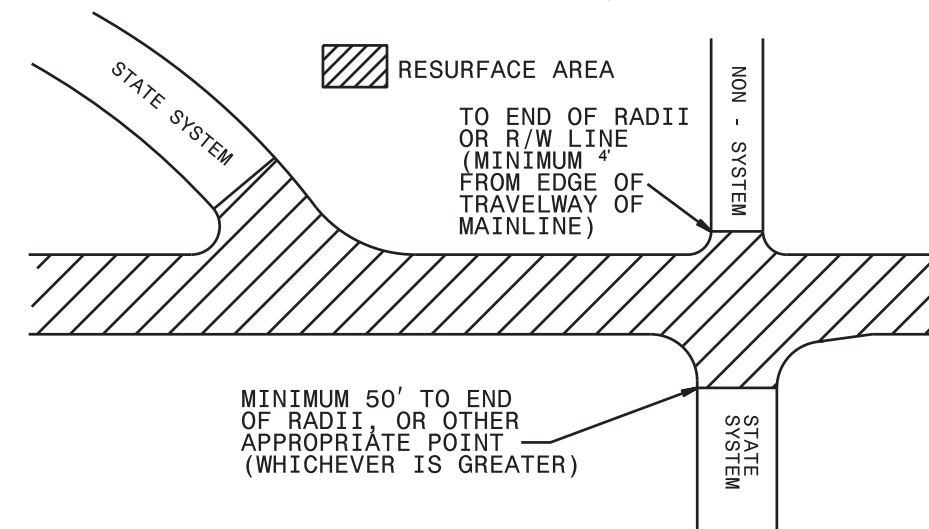 STATE SYSTEM
RESURFACE AREA
NON - SYSTEM
TO END OF RADII
OR R/W LINE
(MINIMUM 4'
FROM EDGE OF
TRAVELWAY OF
MAINLINE)
MINIMUM 50' TO END
OF RADII, OR OTHER
APPROPRIATE POINT
(WHICHEVER IS GREATER)
STATE
SYSTEM